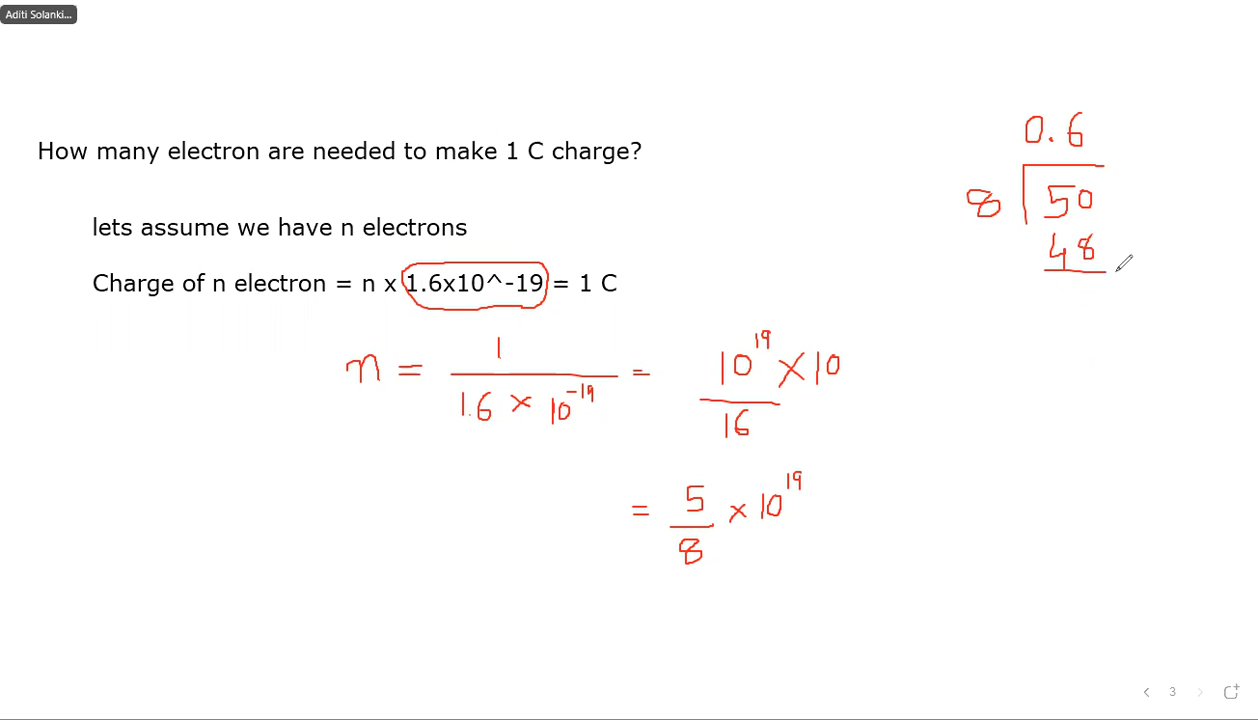 Aditi Solanki...
How many electron are needed to make 1 C charge?
lets assume we have n electrons
Charge of n electron = n x 1.6x10^-19 = 1 C
n = 1 / 1.6 × 10^-19 = 10^19 × 10 / 16
= 5/8 × 10^19
0.6
8 50
48
3